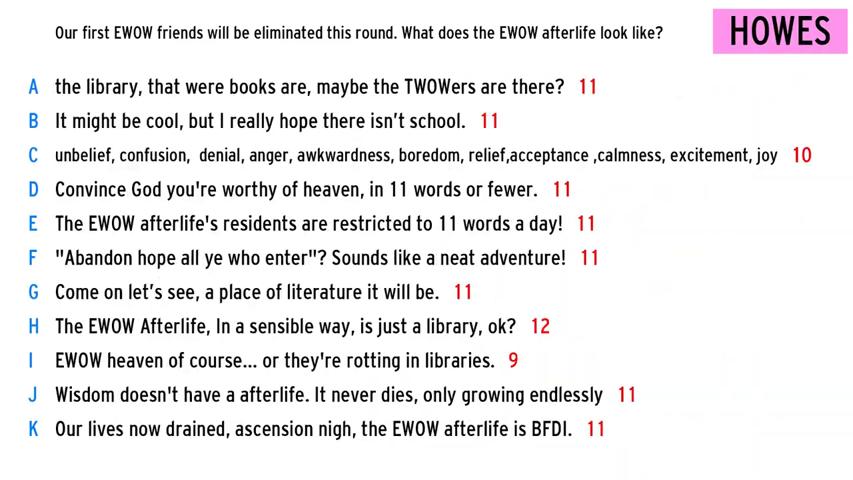 Our first EWOW friends will be eliminated this round. What does the EWOW afterlife look like?
HOWES
A the library, that were books are, maybe the TWOWers are there? 11
B It might be cool, but I really hope there isn't school. 11
C unbelief, confusion, denial, anger, awkwardness, boredom, relief,acceptance ,calmness, excitement, joy 10
D Convince God you're worthy of heaven, in 11 words or fewer. 11
E The EWOW afterlife's residents are restricted to 11 words a day! 11
F "Abandon hope all ye who enter"? Sounds like a neat adventure! 11
G Come on let's see, a place of literature it will be. 11
H The EWOW Afterlife, In a sensible way, is just a library, ok? 12
I EWOW heaven of course... or they're rotting in libraries. 9
J Wisdom doesn't have a afterlife. It never dies, only growing endlessly 11
K Our lives now drained, ascension nigh, the EWOW afterlife is BFDI. 11